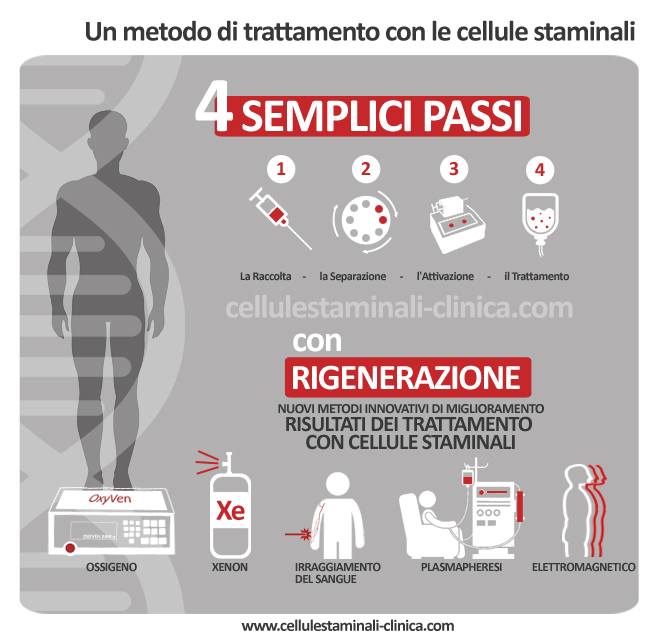 Un metodo di trattamento con le cellule staminali
4 SEMPLICI PASSI
1 2 3 4
La Raccolta - la Separazione - l'Attivazione - il Trattamento
cellulestaminali-clinica.com
con
RIGENERAZIONE
NUOVI METODI INNOVATIVI DI MIGLIORAMENTO
RISULTATI DEI TRATTAMENTO
CON CELLULE STAMINALI
OxyVen
Xe
OSSIGENO
XENON
IRRAGGIAMENTO
DEL SANGUE
PLASMAPHERESI
ELETTROMAGNETICO
www.cellulestaminali-clinica.com